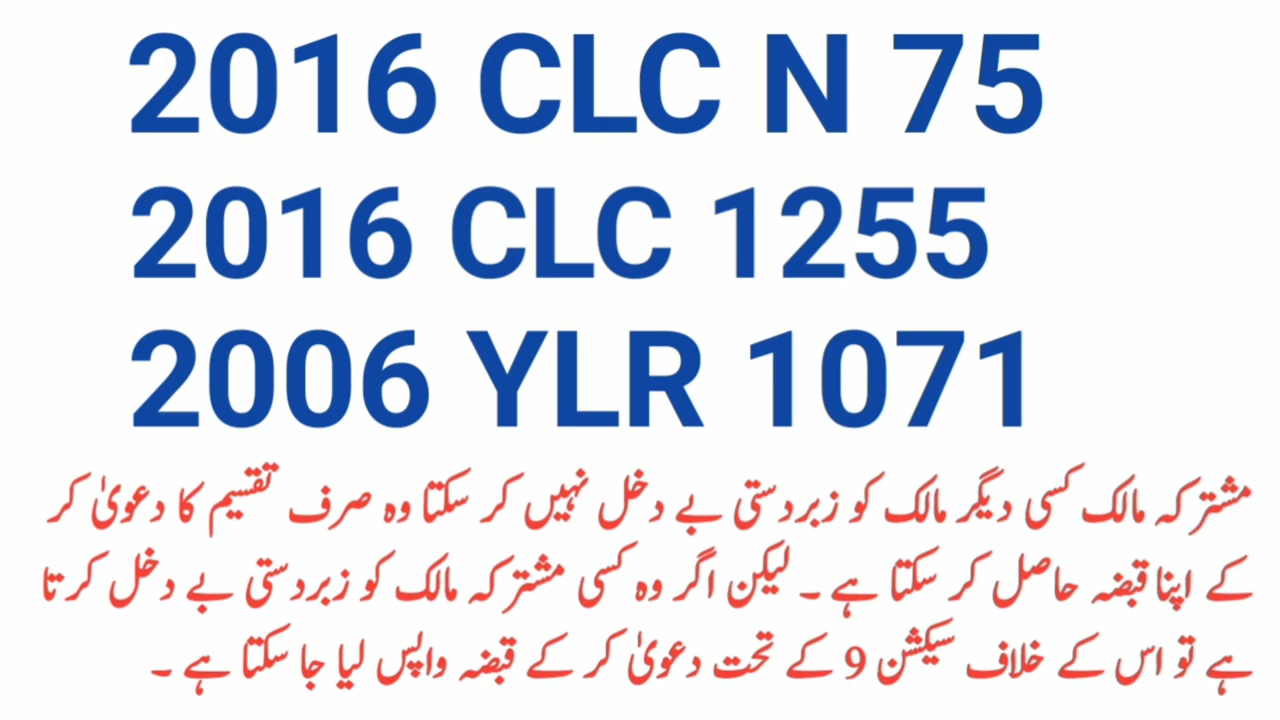 2016 CLC N 75
2016 CLC 1255
2006 YLR 1071
مشترکہ مالک کسی دیگر مالک کو زبردستی بے دخل نہیں کر سکتا وہ صرف تقسیم کا دعویٰ کر
کے اپنا قبضہ حاصل کر سکتا ہے ۔ لیکن اگر وہ کسی مشترکہ مالک کو زبردستی بے دخل کرتا
ہے تو اس کے خلاف سیکشن 9 کے تحت دعویٰ کر کے قبضہ واپس لیا جا سکتا ہے ۔